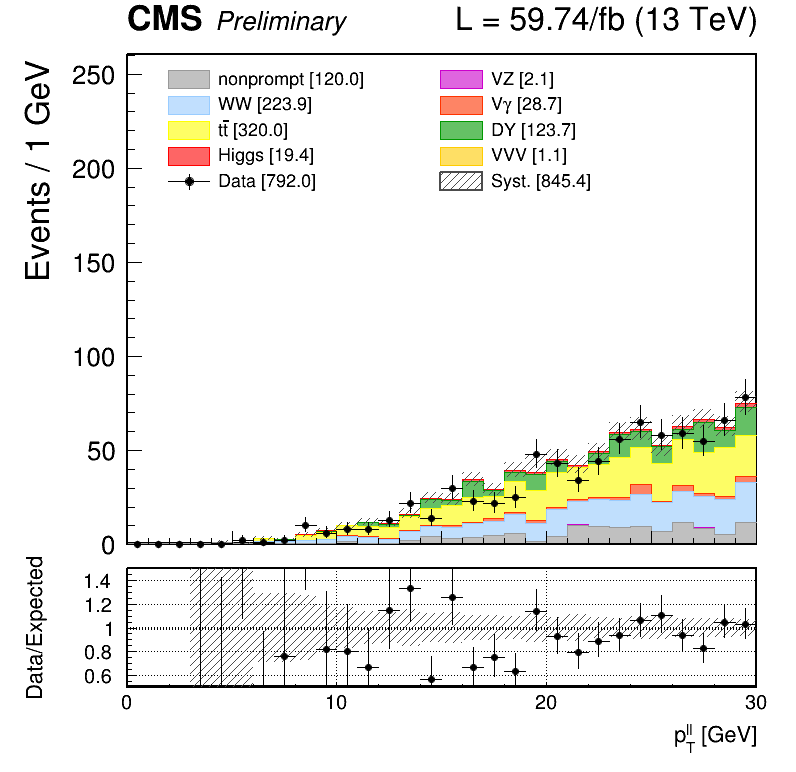 CMS Preliminary L = 59.74/fb (13 TeV)
Events / 1 GeV
250
200
150
100
50
0
nonprompt [120.0]
WW [223.9]
tt̄ [320.0]
Higgs [19.4]
Data [792.0]
VZ [2.1]
Vγ [28.7]
DY [123.7]
VVV [1.1]
Syst. [845.4]
Data/Expected
1.4
1.2
1
0.8
0.6
0 10 20 30
p_T^ll [GeV]